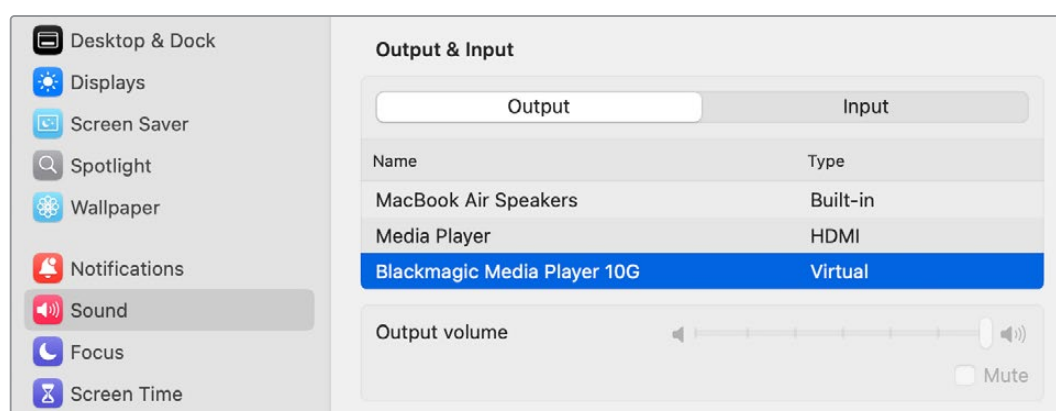 Desktop & Dock
Displays
Screen Saver
Spotlight
Wallpaper
Notifications
Sound
Focus
Screen Time
Output & Input
Output Input
Name Type
MacBook Air Speakers Built-in
Media Player HDMI
Blackmagic Media Player 10G Virtual
Output volume
Mute